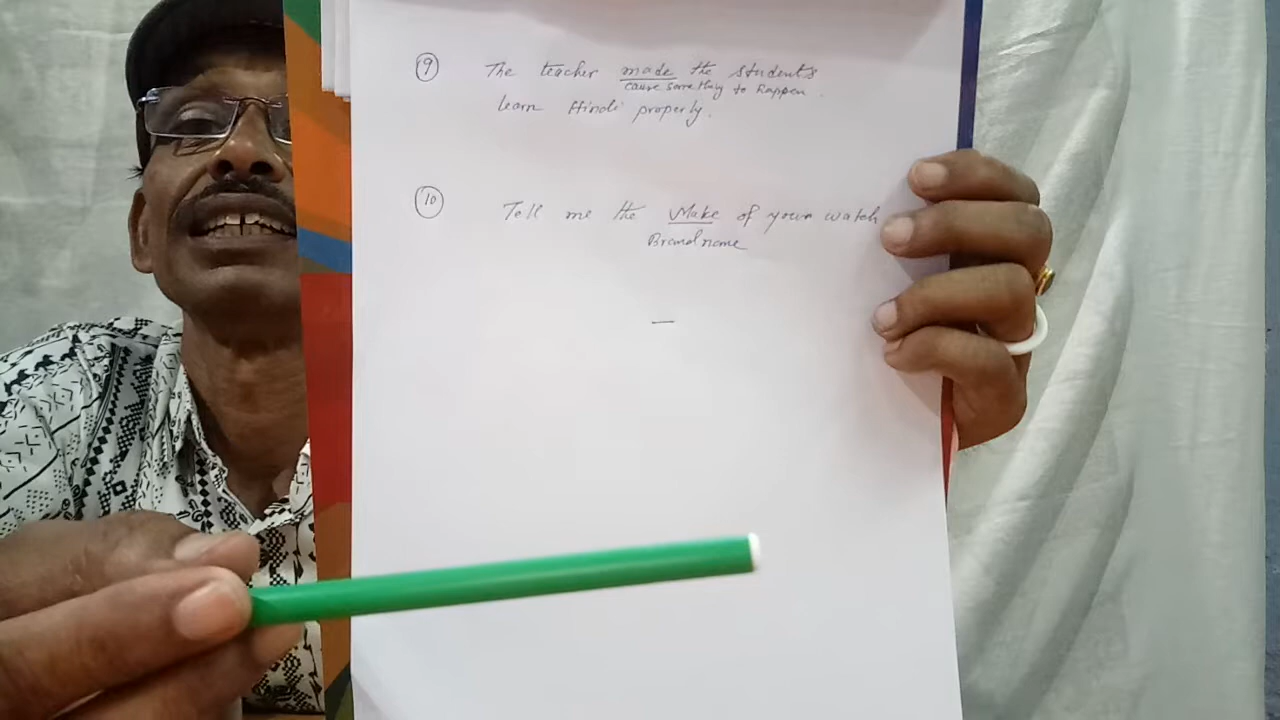 9 The teacher made the students
cause something to happen.
learn Hindi properly.
10 Tell me the Make of your watch
Brand name